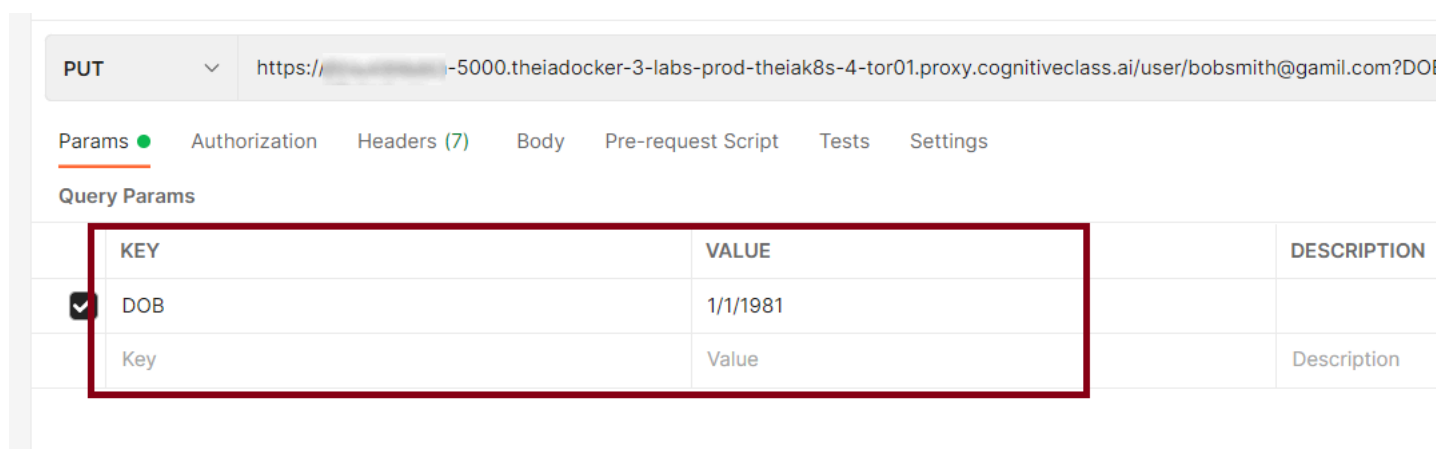 PUT https:// -5000.theiadocker-3-labs-prod-theiak8s-4-tor01.proxy.cognitiveclass.ai/user/bobsmith@gamil.com?DOB
Params Authorization Headers (7) Body Pre-request Script Tests Settings
Query Params
KEY VALUE DESCRIPTION
DOB 1/1/1981
Key Value Description